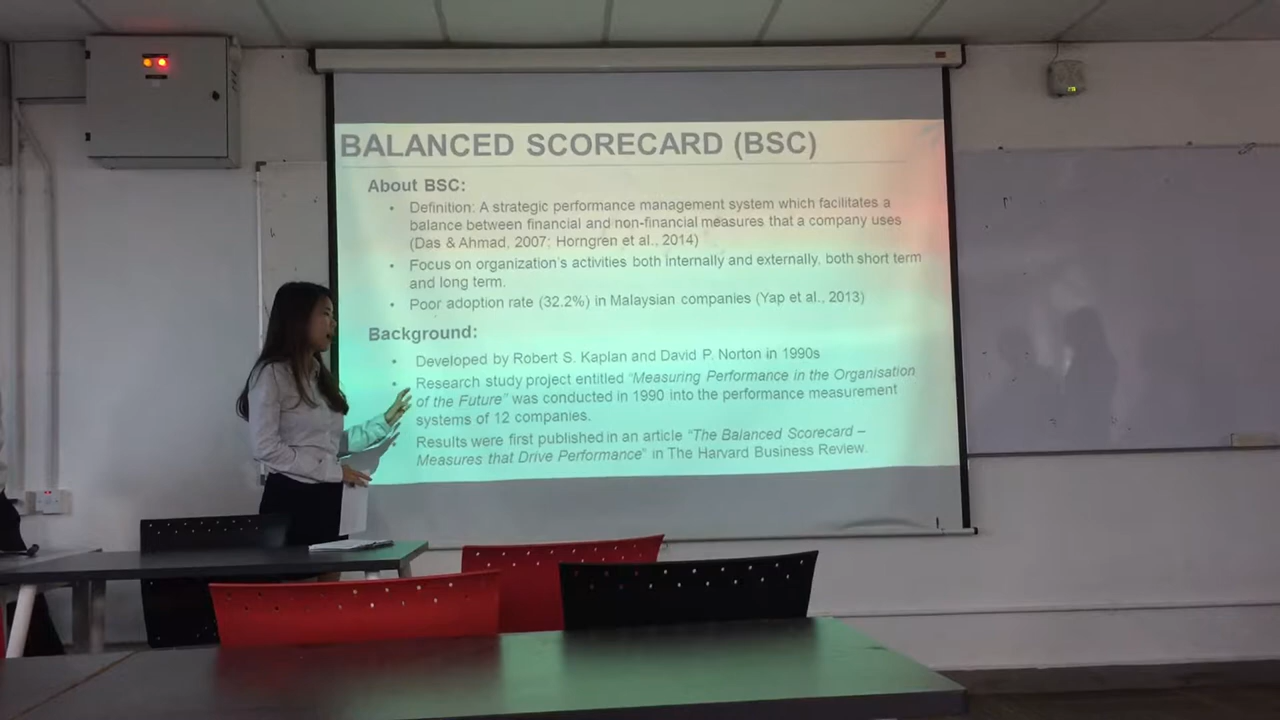 BALANCED SCORECARD (BSC)
About BSC:
• Definition: A strategic performance management system which facilitates a
balance between financial and non-financial measures that a company uses
(Das & Ahmad, 2007; Horngren et al., 2014)
• Focus on organization's activities both internally and externally, both short term
and long term.
• Poor adoption rate (32.2%) in Malaysian companies (Yap et al., 2013)
Background:
• Developed by Robert S. Kaplan and David P. Norton in 1990s
• Research study project entitled "Measuring Performance in the Organisation
of the Future" was conducted in 1990 into the performance measurement
systems of 12 companies.
Results were first published in an article "The Balanced Scorecard –
Measures that Drive Performance" in The Harvard Business Review.